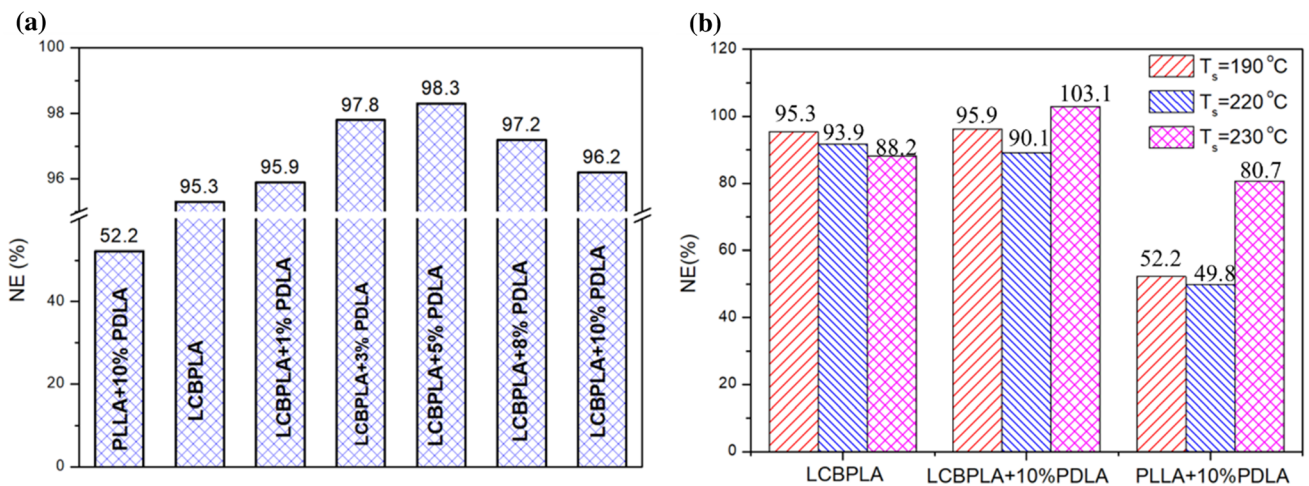 (a)
100
98
96
40
20
0
NE (%)
52.2
95.3
95.9
97.8
98.3
97.2
96.2
PLLA+10% PDLA
LCBPLA
LCBPLA+1% PDLA
LCBPLA+3% PDLA
LCBPLA+5% PDLA
LCBPLA+8% PDLA
LCBPLA+10% PDLA
(b)
120
100
80
60
40
20
0
NE(%)
Ts=190 °C
Ts=220 °C
Ts=230 °C
95.3
93.9
88.2
95.9
90.1
103.1
52.2
49.8
80.7
LCBPLA
LCBPLA+10%PDLA
PLLA+10%PDLA